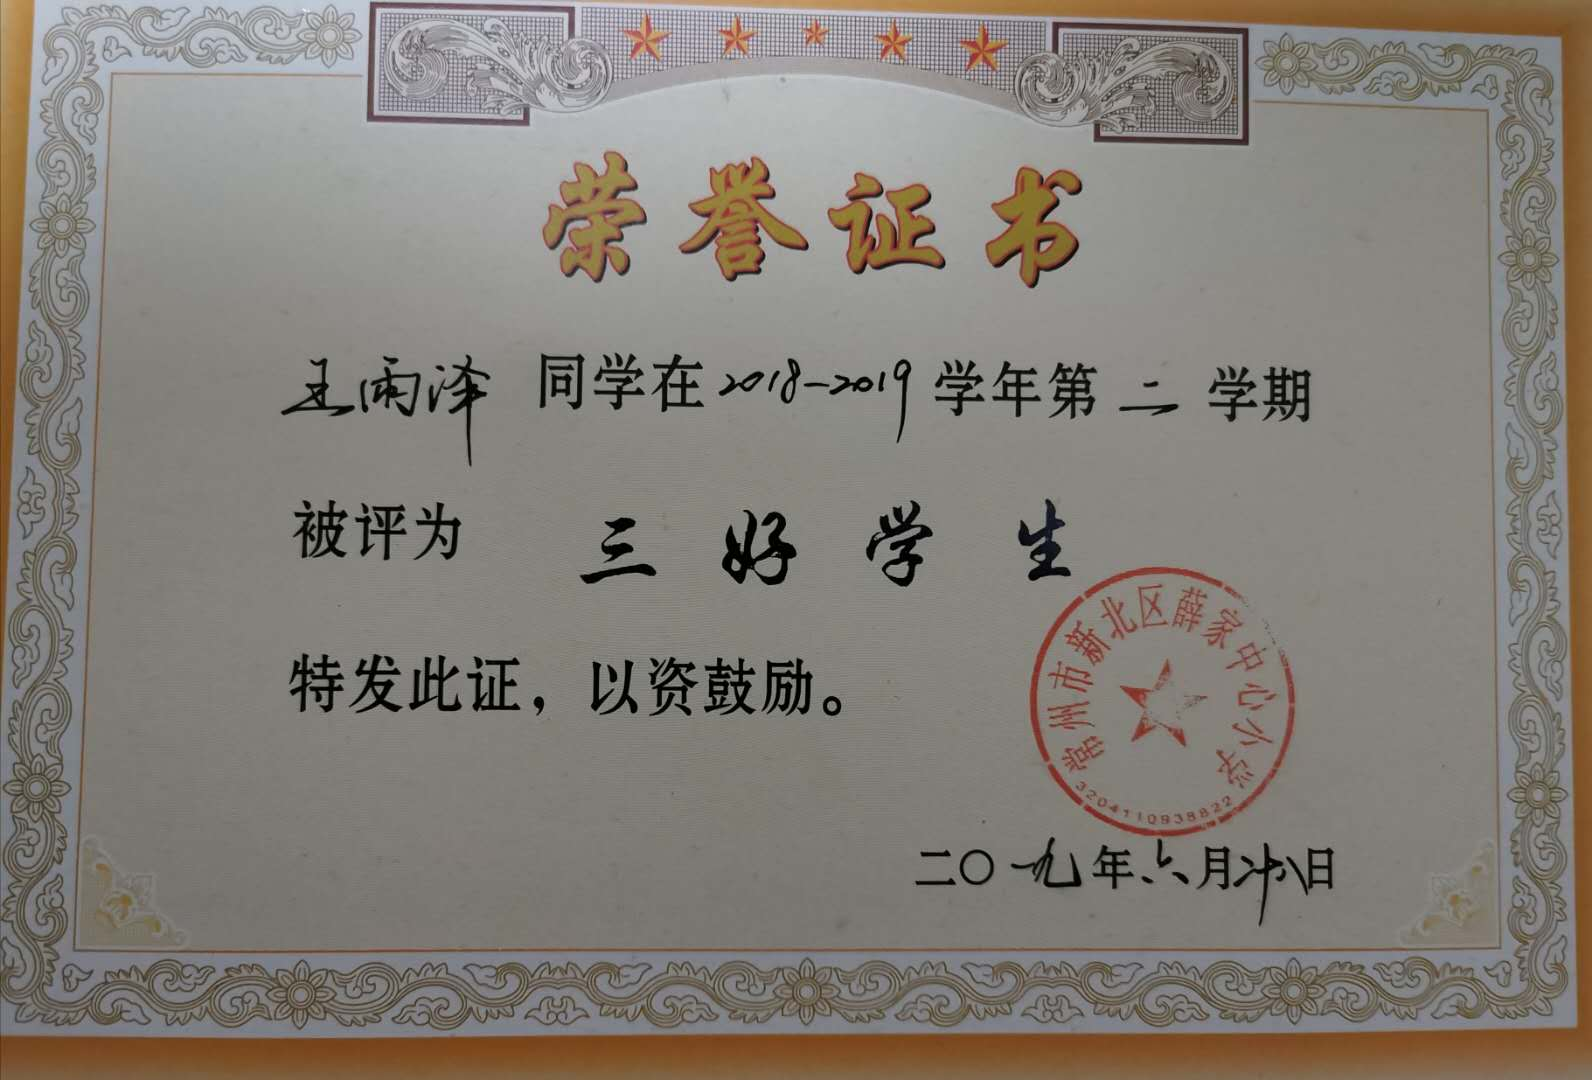 荣誉证书
王雨泽 同学在2018-2019学年第二学期
被评为 三好学生
特发此证，以资鼓励。
常州市新北区薛家中心小学
3204110938822
二〇一九年六月廿八日